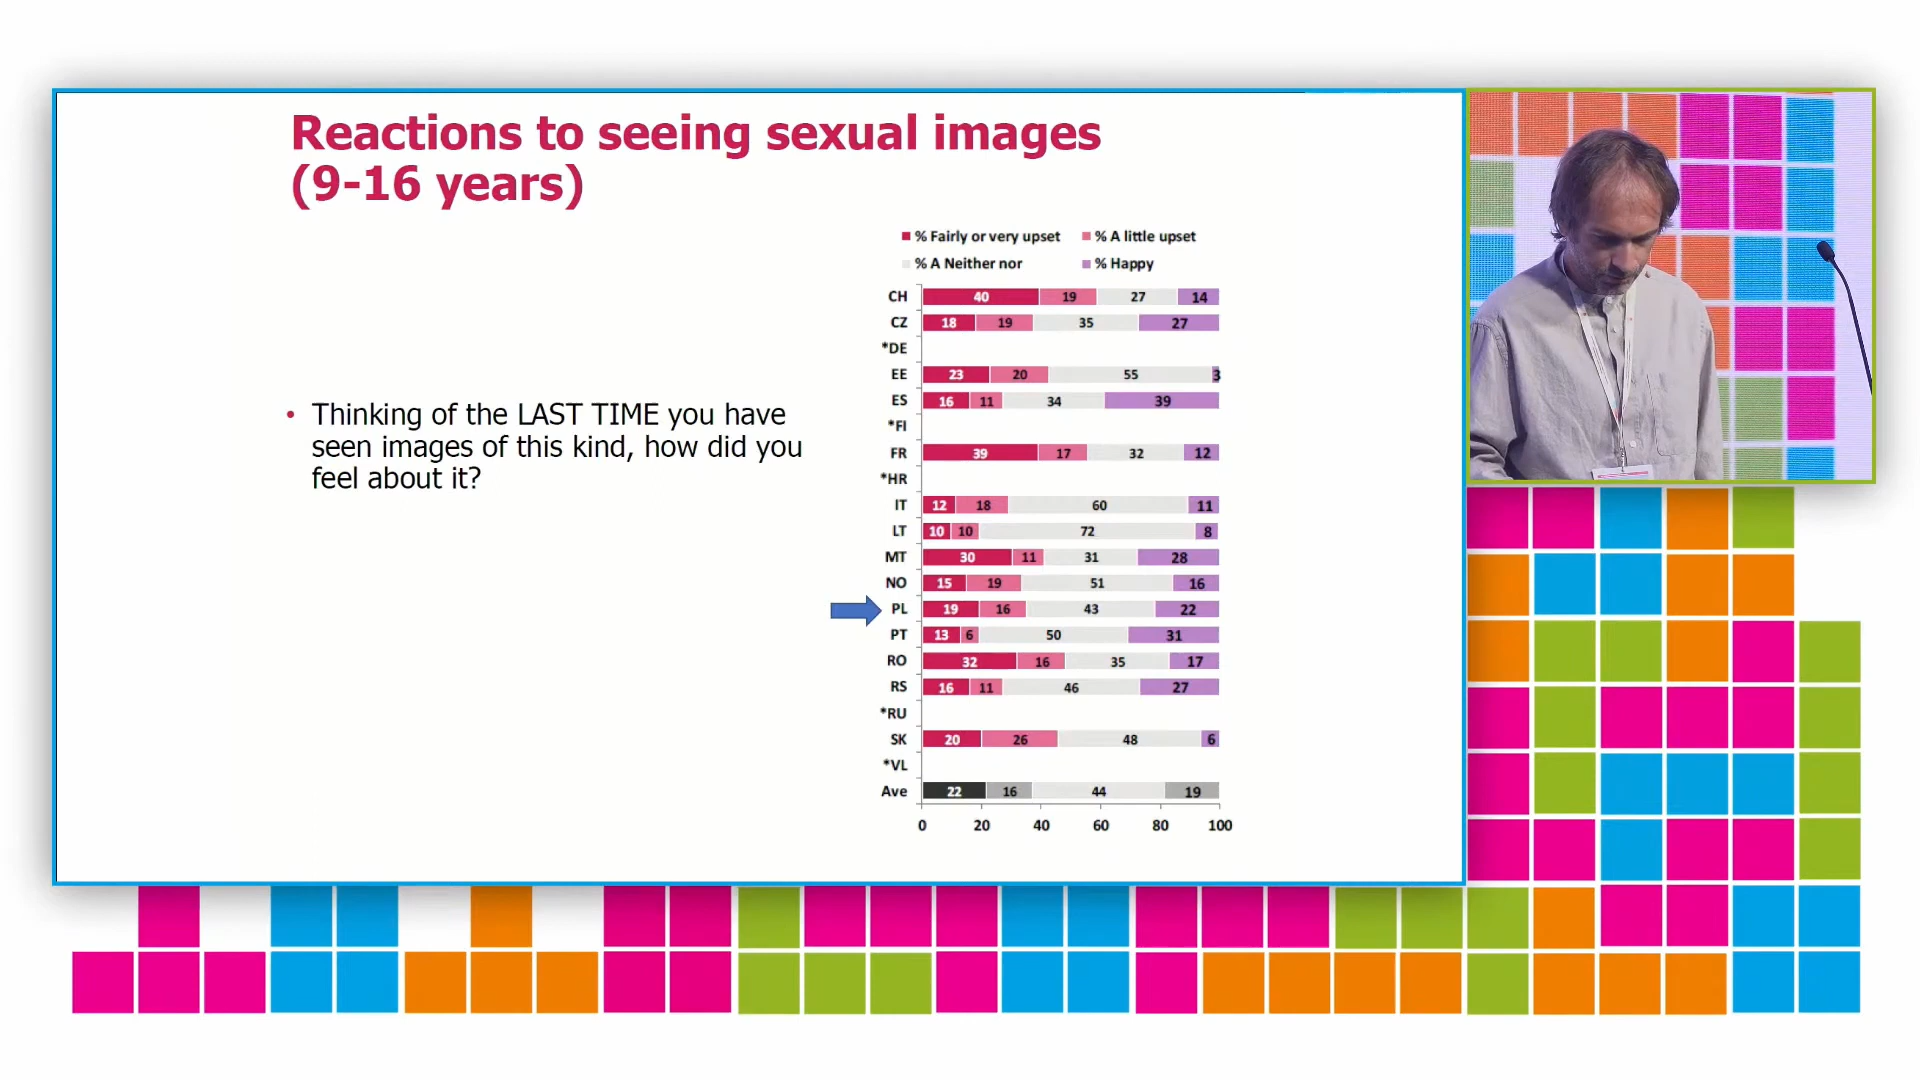 Reactions to seeing sexual images
(9-16 years)
% Fairly or very upset % A little upset
% A Neither nor % Happy
• Thinking of the LAST TIME you have
seen images of this kind, how did you
feel about it?
CH 40 19 27 14
CZ 18 19 35 27
*DE
EE 23 20 55 3
ES 16 11 34 39
*FI
FR 39 17 32 12
*HR
IT 12 18 60 11
LT 10 10 72 8
MT 30 11 31 28
NO 15 19 51 16
PL 19 16 43 22
PT 13 6 50 31
RO 32 16 35 17
RS 16 11 46 27
*RU
SK 20 26 48 6
*VL
Ave 22 16 44 19
0 20 40 60 80 100